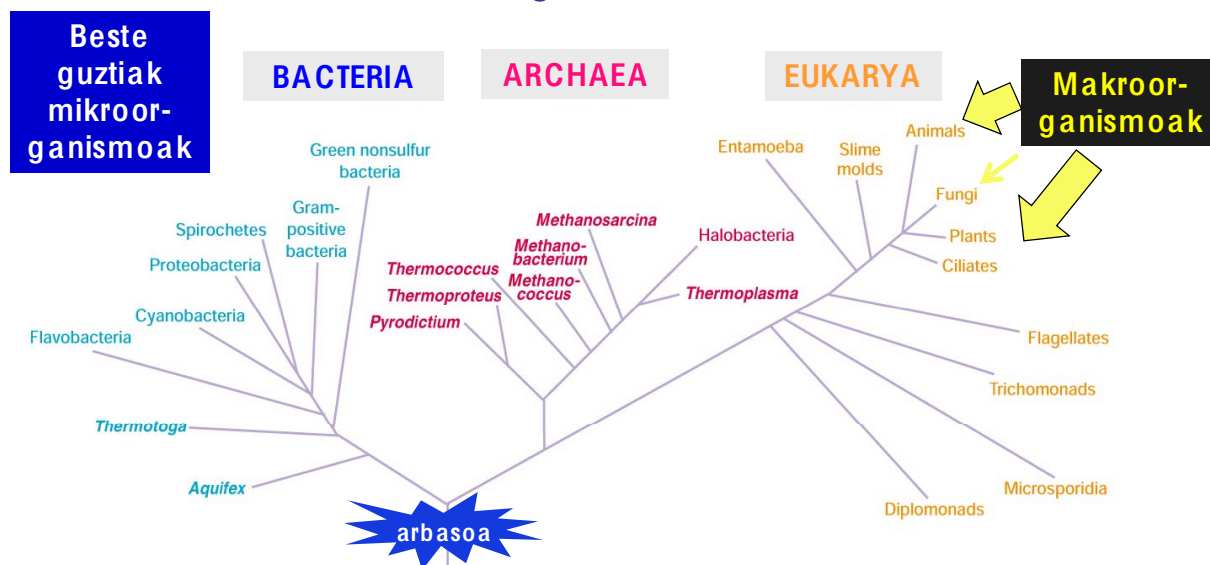 Beste
guztiak
mikroor-
ganismoak
BACTERIA
ARCHAEA
EUKARYA
Makroor-
ganismoak
Green nonsulfur
bacteria
Gram-
positive
bacteria
Spirochetes
Proteobacteria
Cyanobacteria
Flavobacteria
Thermotoga
Aquifex
Methanosarcina
Methano-
bacterium
Methano-
coccus
Thermococcus
Thermoproteus
Pyrodictium
Halobacteria
Thermoplasma
Entamoeba
Slime
molds
Animals
Fungi
Plants
Ciliates
Flagellates
Trichomonads
Microsporidia
Diplomonads
arbasoa